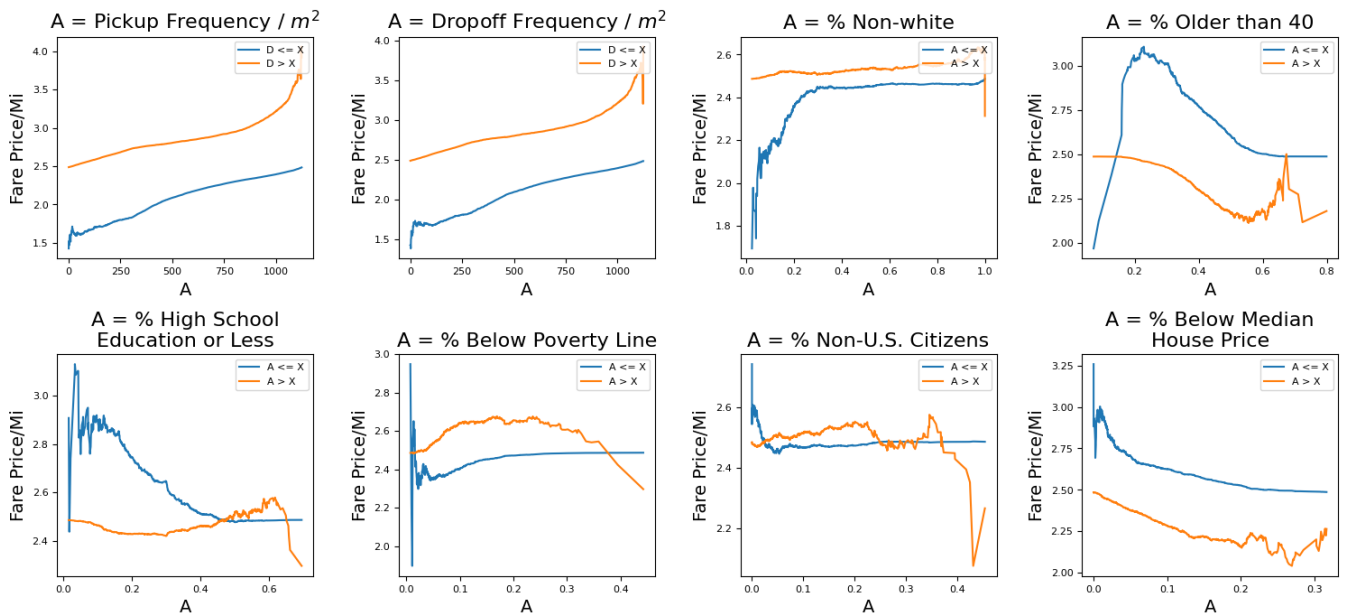 A = Pickup Frequency / m²
4.0
3.5
3.0
2.5
2.0
1.5
Fare Price/Mi
0
250
500
750
1000
A
D <= X
D > X
A = Dropoff Frequency / m²
4.0
3.5
3.0
2.5
2.0
1.5
Fare Price/Mi
0
250
500
750
1000
A
D <= X
D > X
A = % Non-white
2.6
2.4
2.2
2.0
1.8
Fare Price/Mi
0.0
0.2
0.4
0.6
0.8
1.0
A
A <= X
A > X
A = % Older than 40
3.00
2.75
2.50
2.25
2.00
Fare Price/Mi
0.2
0.4
0.6
0.8
A
A <= X
A > X
A = % High School
Education or Less
3.0
2.8
2.6
2.4
Fare Price/Mi
0.0
0.2
0.4
0.6
A
A <= X
A > X
A = % Below Poverty Line
3.0
2.8
2.6
2.4
2.2
2.0
Fare Price/Mi
0.0
0.1
0.2
0.3
0.4
A
A <= X
A > X
A = % Non-U.S. Citizens
2.6
2.4
2.2
Fare Price/Mi
0.0
0.1
0.2
0.3
0.4
A
A <= X
A > X
A = % Below Median
House Price
3.25
3.00
2.75
2.50
2.25
2.00
Fare Price/Mi
0.0
0.1
0.2
0.3
A
A <= X
A > X